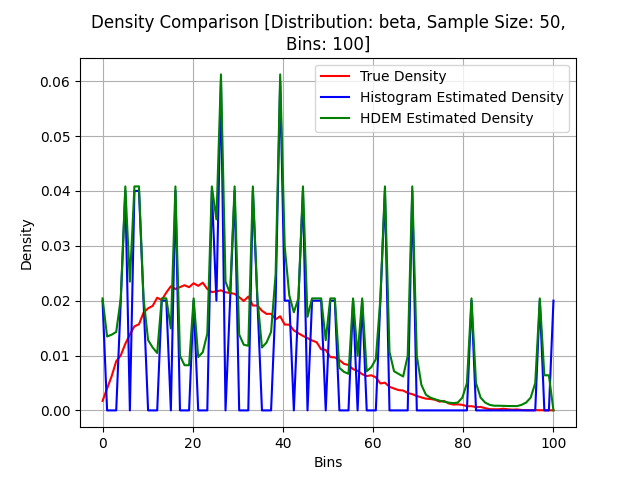 Density Comparison [Distribution: beta, Sample Size: 50,
Bins: 100]
True Density
Histogram Estimated Density
HDEM Estimated Density
Density
0.06
0.05
0.04
0.03
0.02
0.01
0.00
0 20 40 60 80 100
Bins